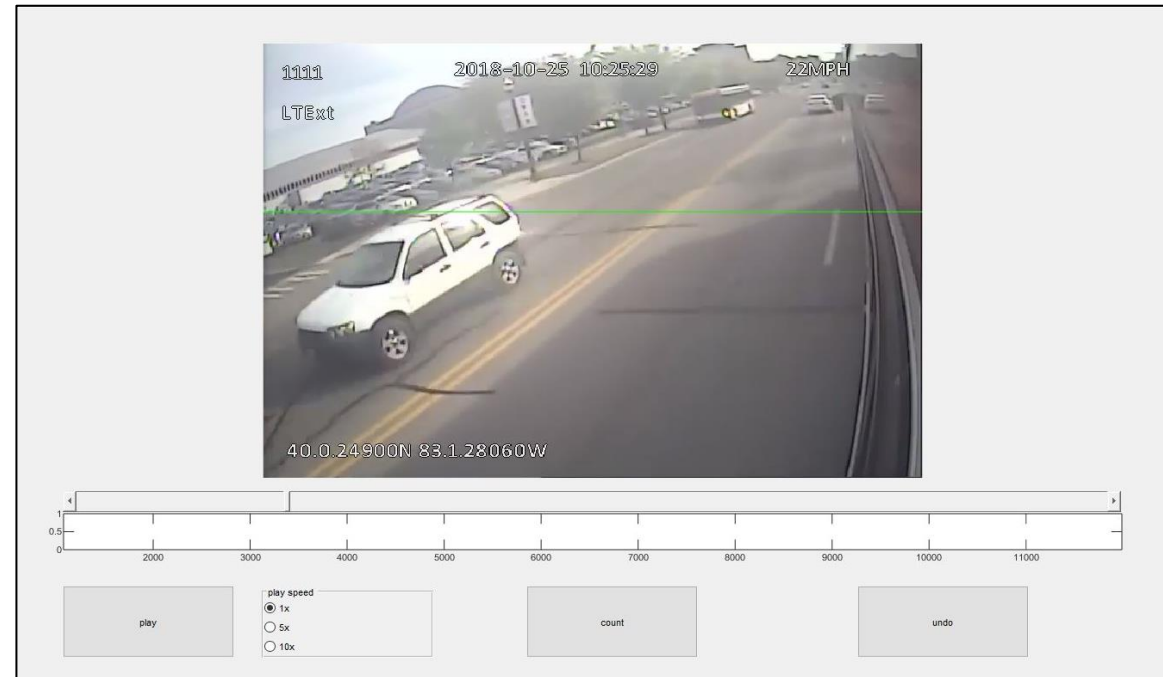 1111 2018-10-25 10:25:29 22MPH
LTExt
40.0.24900N 83.1.28060W
1
0.5
0
2000 3000 4000 5000 6000 7000 8000 9000 10000 11000
play
play speed
1x
5x
10x
count
undo